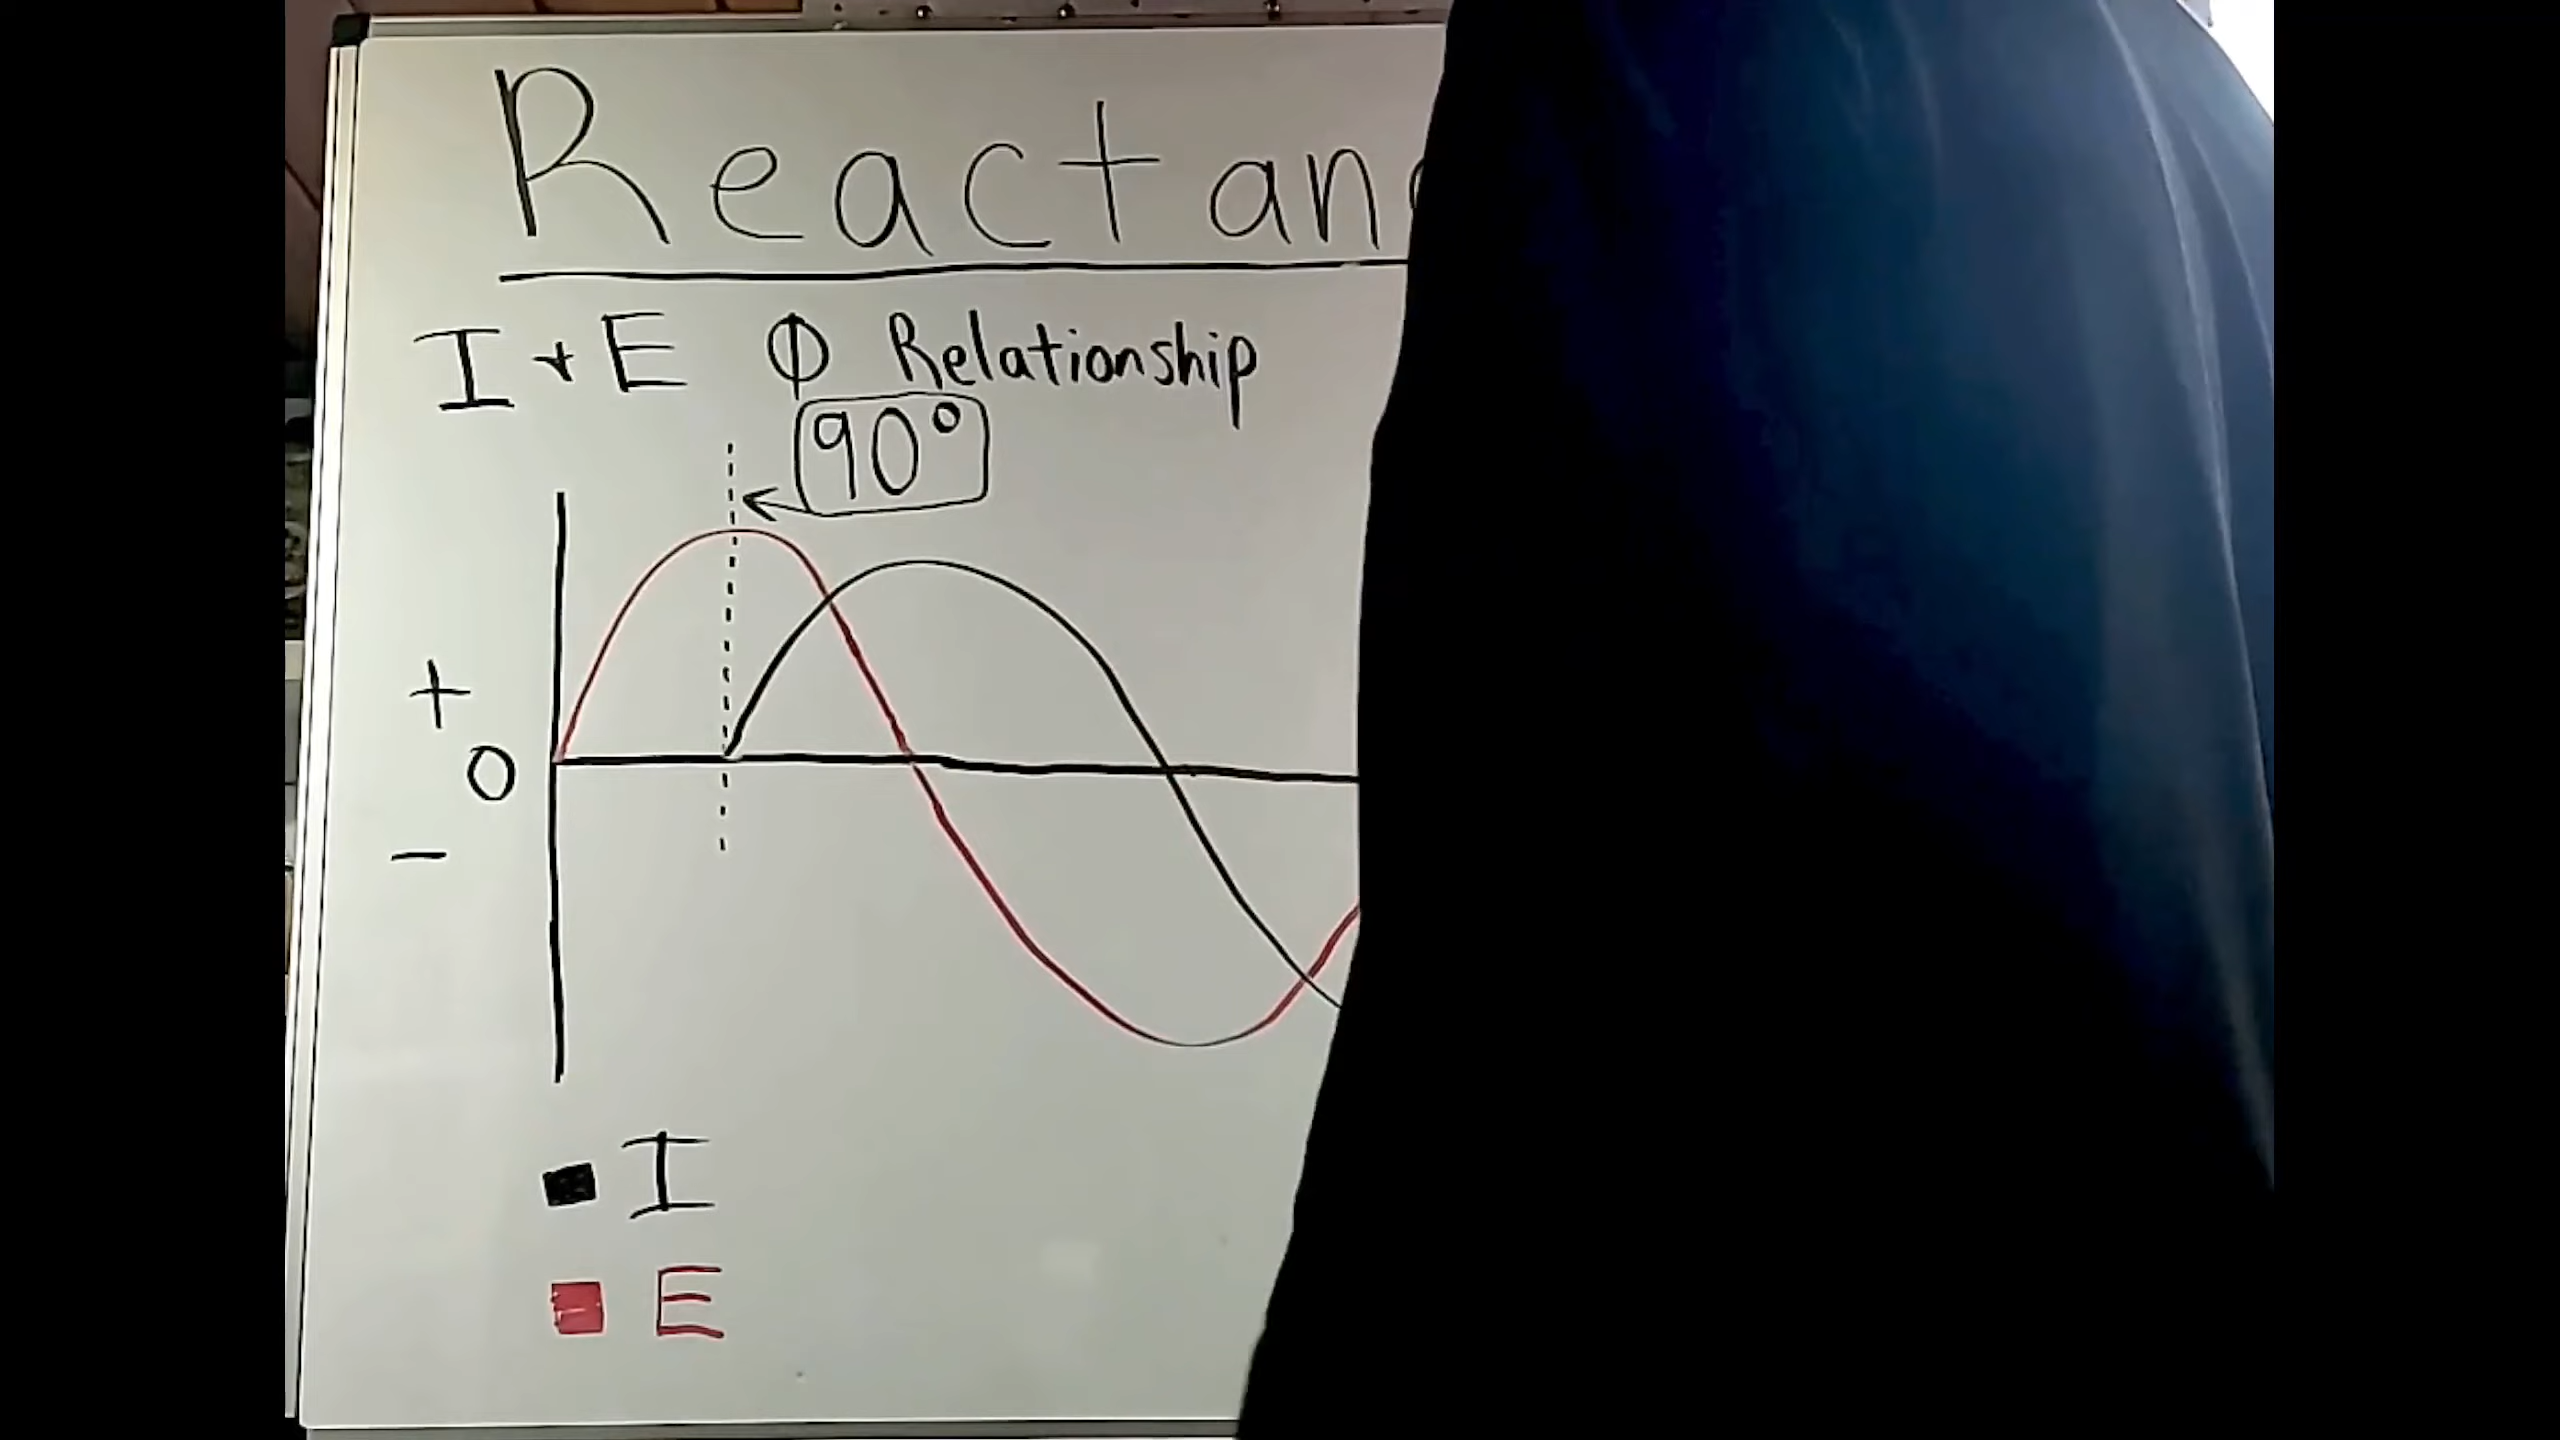 Reactan
I + E Φ Relationship
90°
+
0
-
I
E